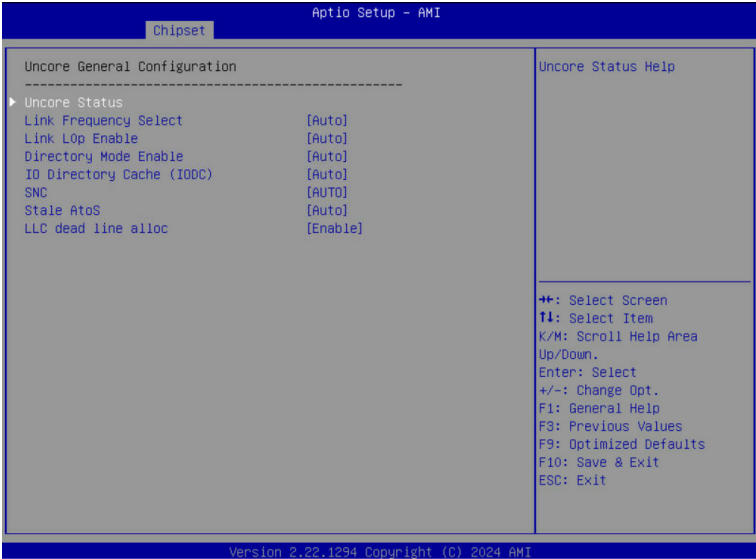 Aptio Setup – AMI
Chipset
Uncore General Configuration
--------------------------------------------------
Uncore Status
Link Frequency Select [Auto]
Link L0p Enable [Auto]
Directory Mode Enable [Auto]
IO Directory Cache (IODC) [Auto]
SNC [AUTO]
Stale AtoS [Auto]
LLC dead line alloc [Enable]
Uncore Status Help
→←: Select Screen
↑↓: Select Item
K/M: Scroll Help Area
Up/Down.
Enter: Select
+/-: Change Opt.
F1: General Help
F3: Previous Values
F9: Optimized Defaults
F10: Save & Exit
ESC: Exit
Version 2.22.1294 Copyright (C) 2024 AMI